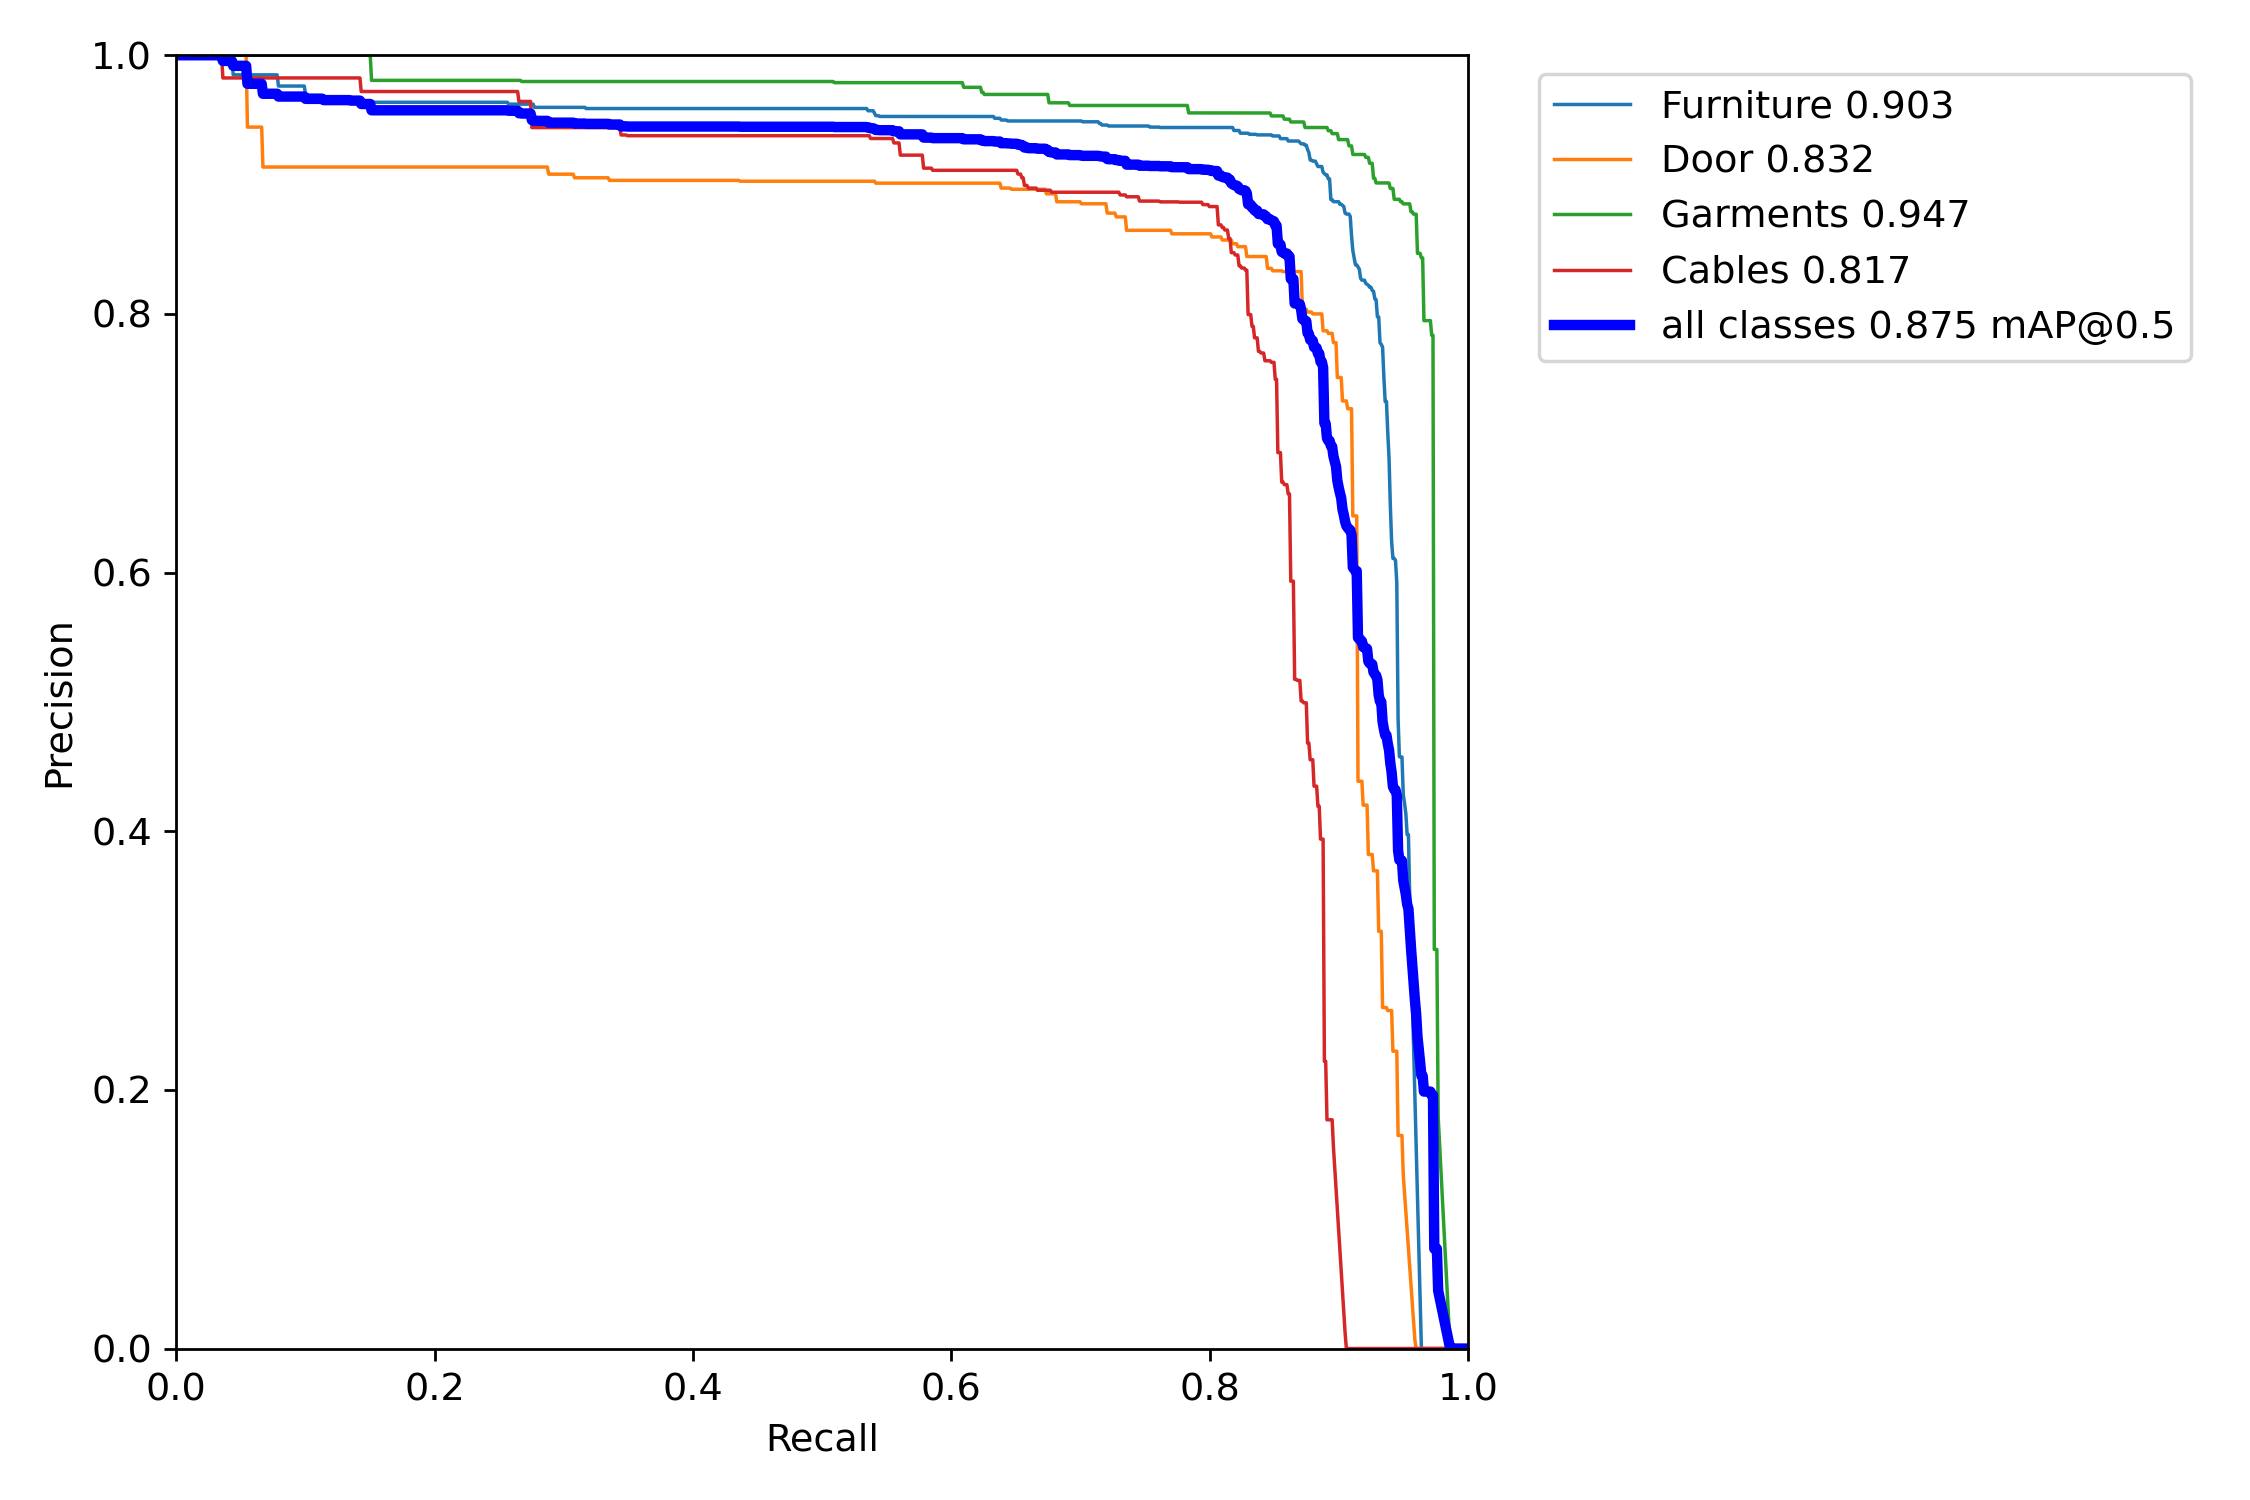 1.0
0.8
0.6
0.4
0.2
0.0
Precision
0.0 0.2 0.4 0.6 0.8 1.0
Recall
Furniture 0.903
Door 0.832
Garments 0.947
Cables 0.817
all classes 0.875 mAP@0.5